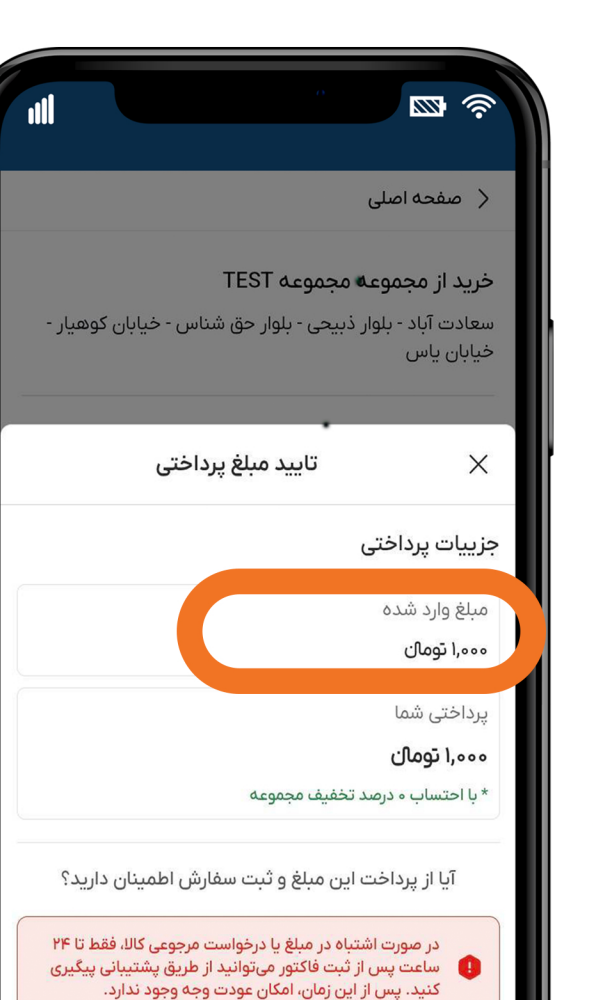 صفحه اصلی
خرید از مجموعه مجموعه TEST
سعادت آباد - بلوار ذبیحی - بلوار حق شناس - خیابان کوهیار -
خیابان یاس
تایید مبلغ پرداختی
جزییات پرداختی
مبلغ وارد شده
۱,۰۰۰ تومان
پرداختی شما
۱,۰۰۰ تومان
* با احتساب ۰ درصد تخفیف مجموعه
آیا از پرداخت این مبلغ و ثبت سفارش اطمینان دارید؟
در صورت اشتباه در مبلغ یا درخواست مرجوعی کالا، فقط تا ۲۴
ساعت پس از ثبت فاکتور می‌توانید از طریق پشتیبانی پیگیری
کنید. پس از این زمان، امکان عودت وجه وجود ندارد.